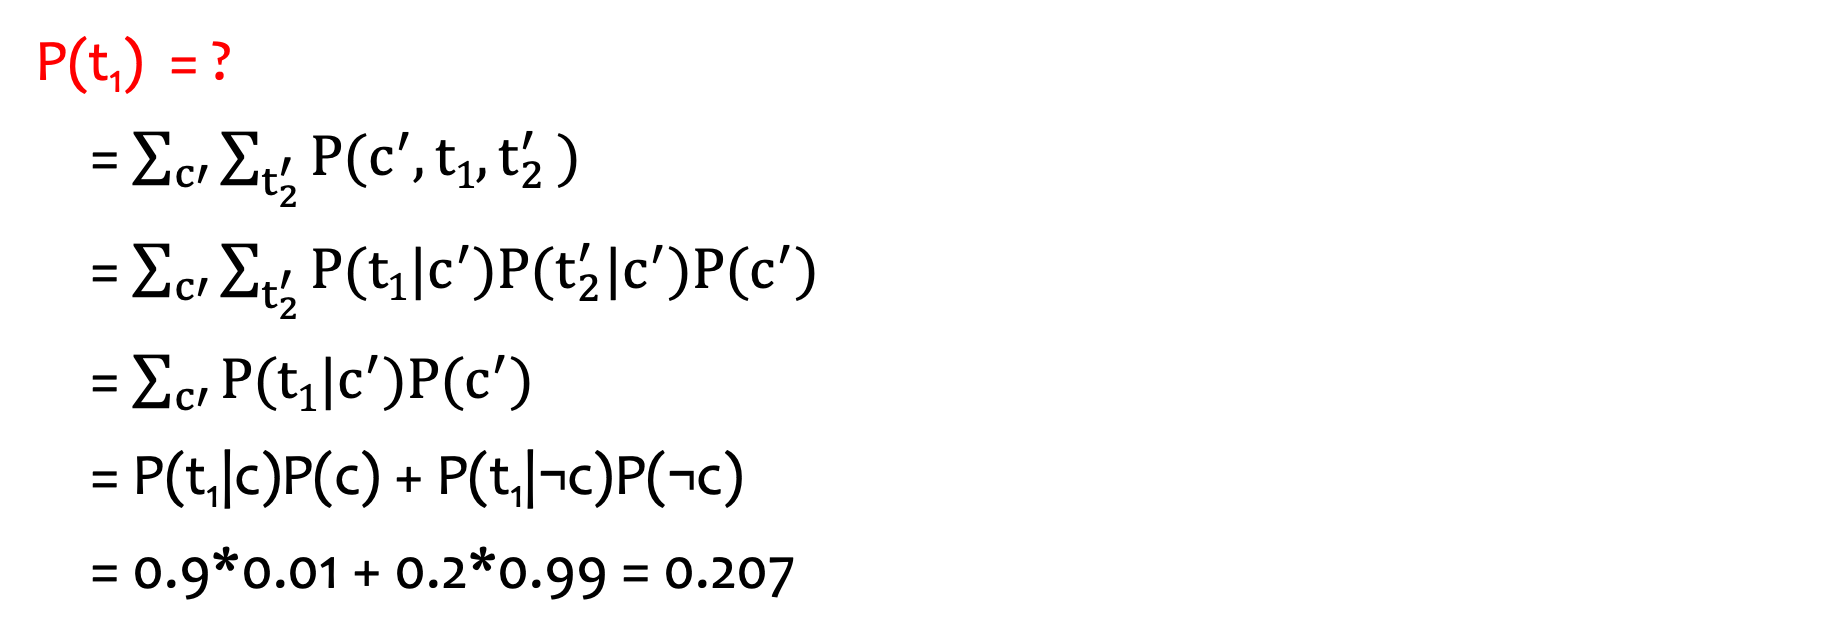 P(t₁) = ?
= ∑c′ ∑t′₂ P(c′, t₁, t′₂ )
= ∑c′ ∑t′₂ P(t₁|c′)P(t′₂|c′)P(c′)
= ∑c′ P(t₁|c′)P(c′)
= P(t₁|c)P(c) + P(t₁|¬c)P(¬c)
= 0.9*0.01 + 0.2*0.99 = 0.207